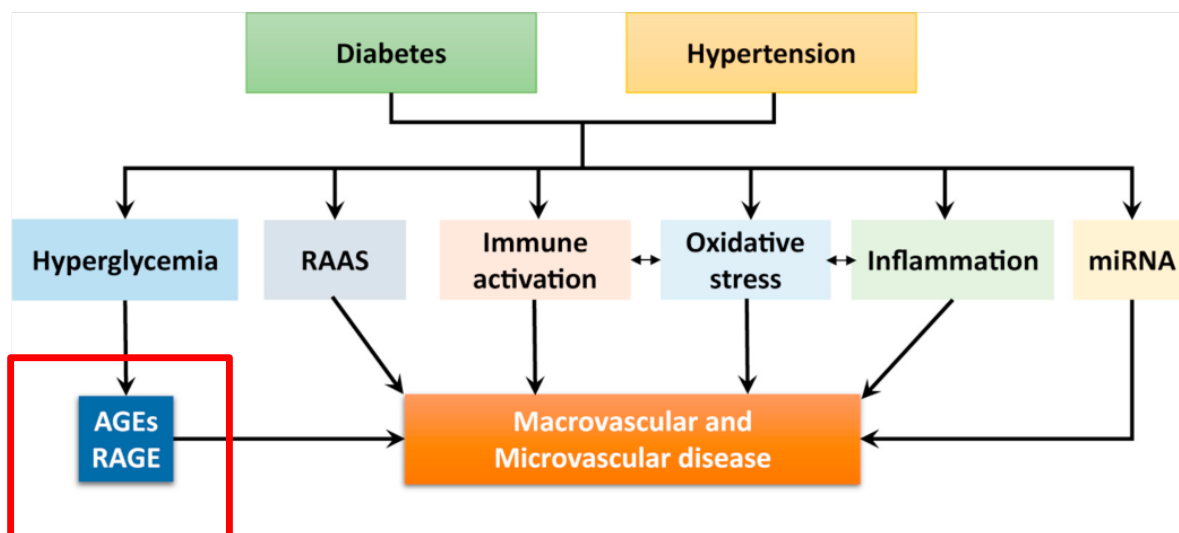 Diabetes
Hypertension
Hyperglycemia
RAAS
Immune
activation
Oxidative
stress
Inflammation
miRNA
AGEs
RAGE
Macrovascular and
Microvascular disease